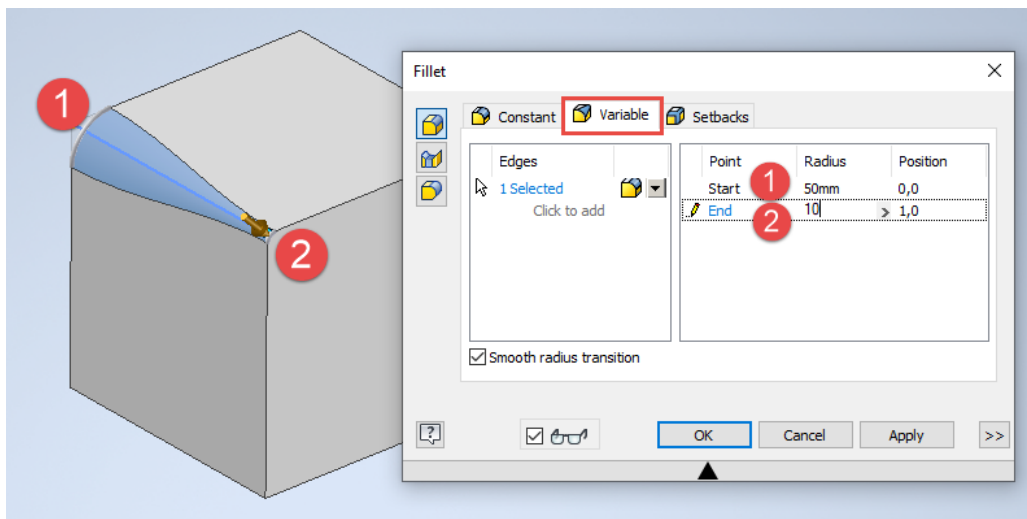 1
2
Fillet
Constant Variable Setbacks
Edges
1 Selected
Click to add
Point Radius Position
Start 1 50mm 0,0
End 2 10 > 1,0
Smooth radius transition
? OK Cancel Apply >>